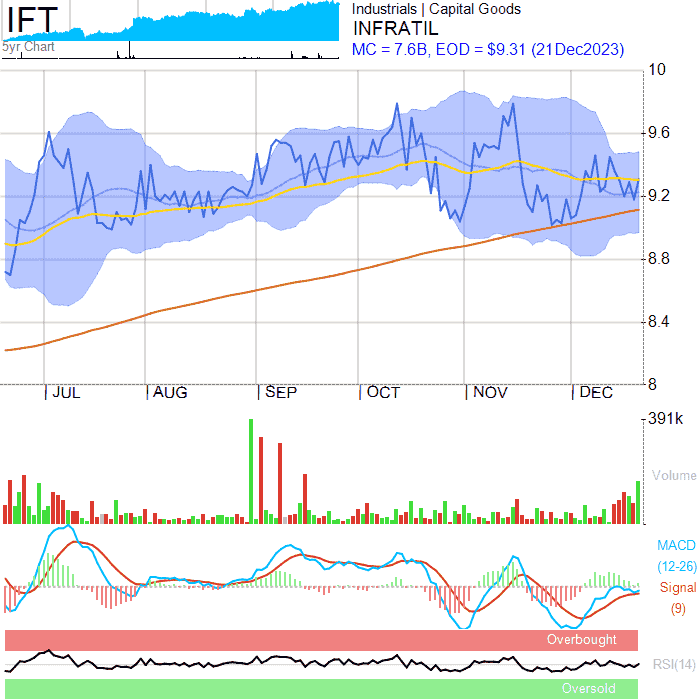 IFT
5yr Chart
Industrials | Capital Goods
INFRATIL
MC = 7.6B, EOD = $9.31 (21Dec2023)
10
9.6
9.2
8.8
8.4
8
JUL AUG SEP OCT NOV DEC
391k
Volume
MACD
(12-26)
Signal
(9)
Overbought
RSI(14)
Oversold